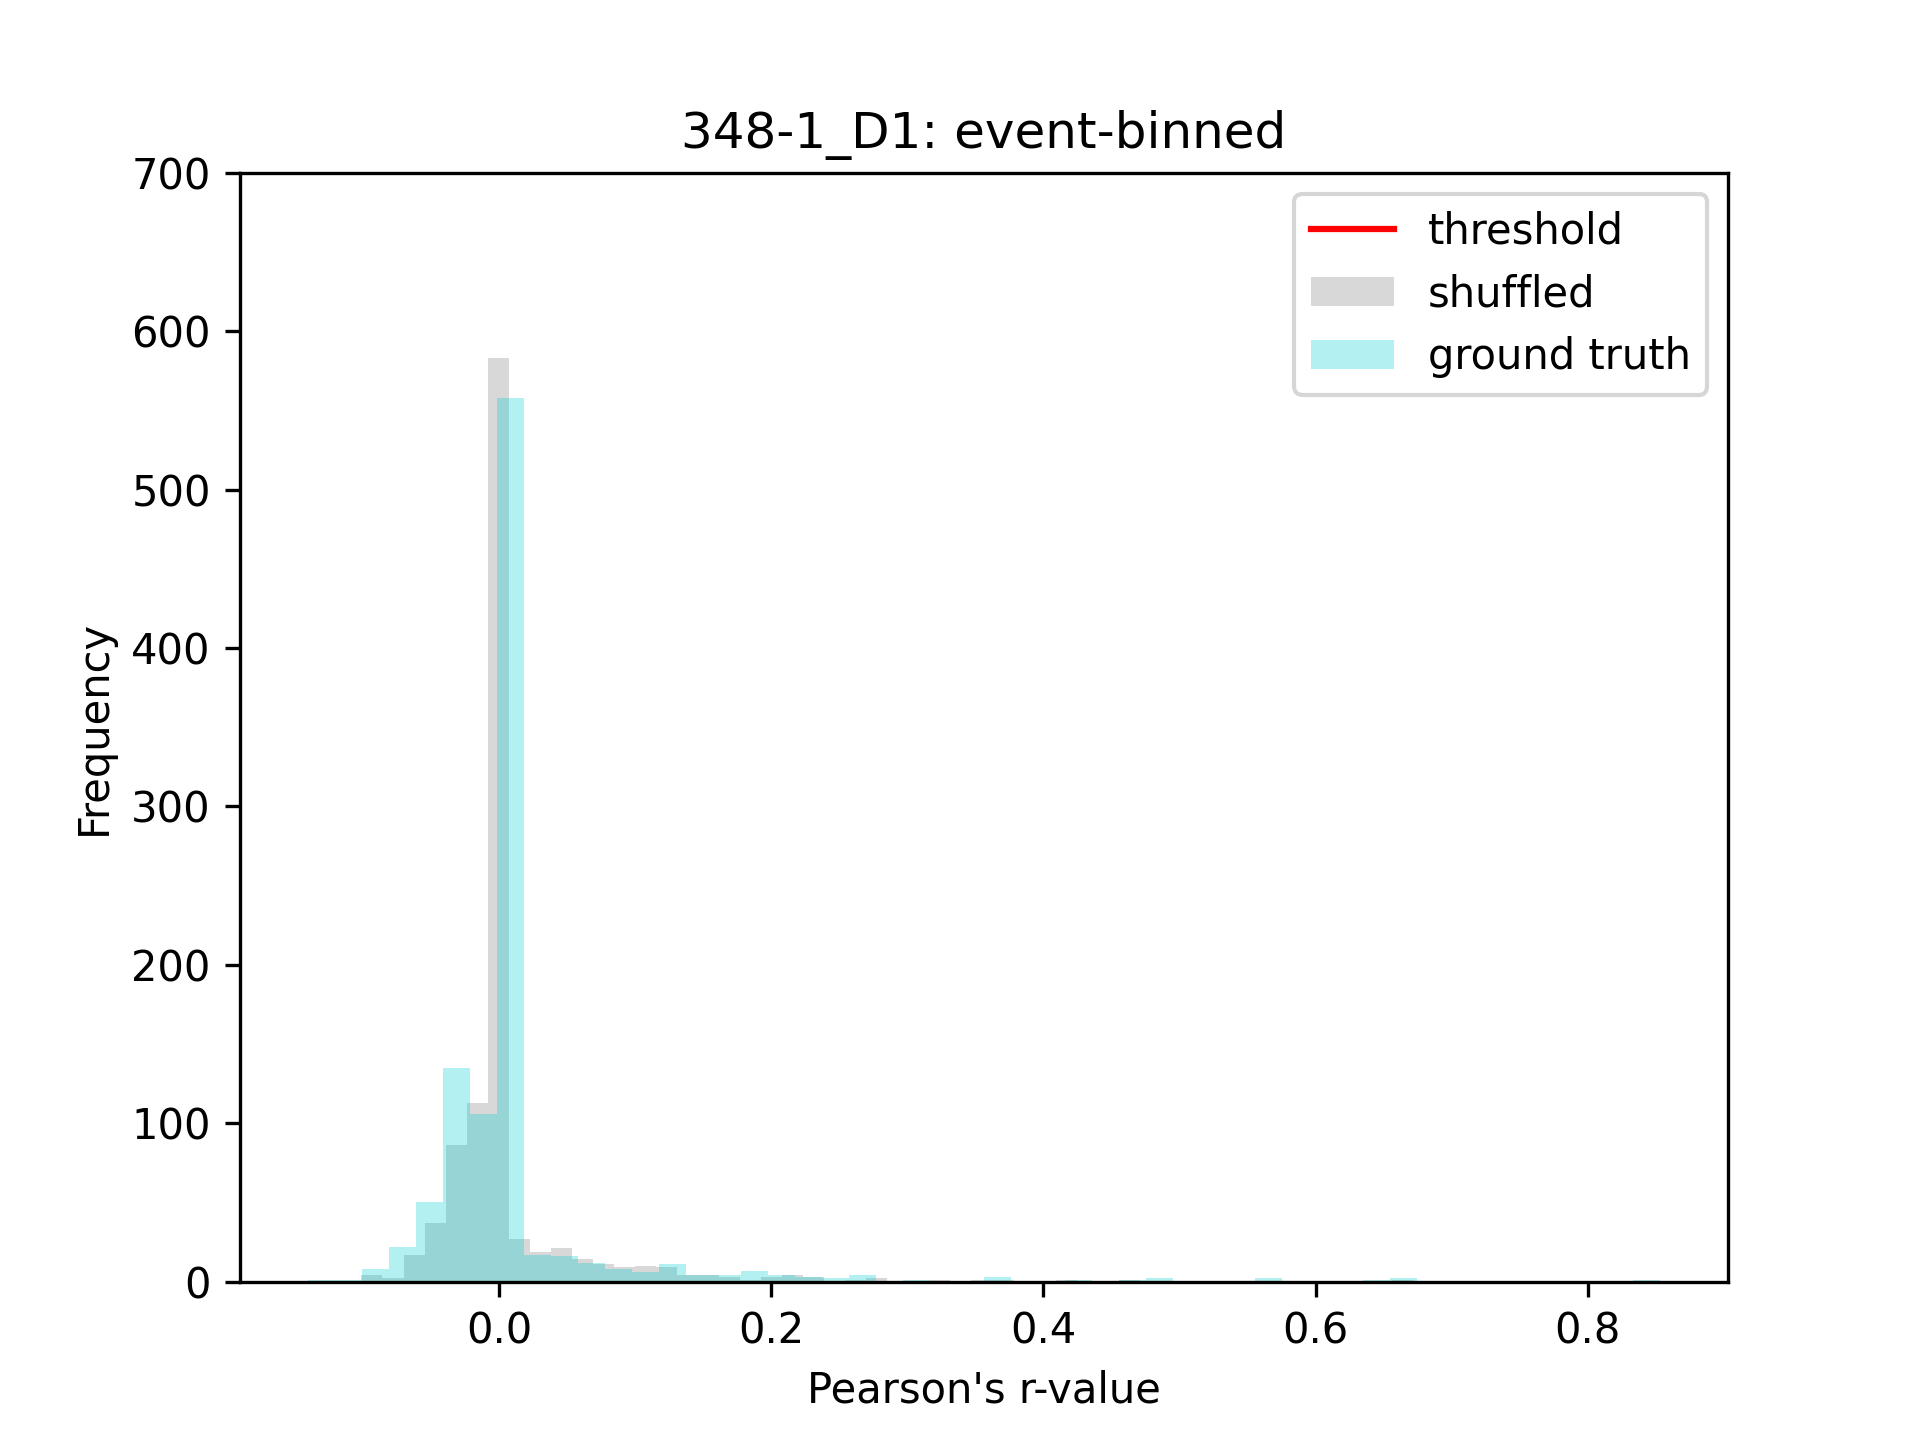 348-1_D1: event-binned
threshold
shuffled
ground truth
Frequency
700
600
500
400
300
200
100
0
0.0 0.2 0.4 0.6 0.8
Pearson's r-value